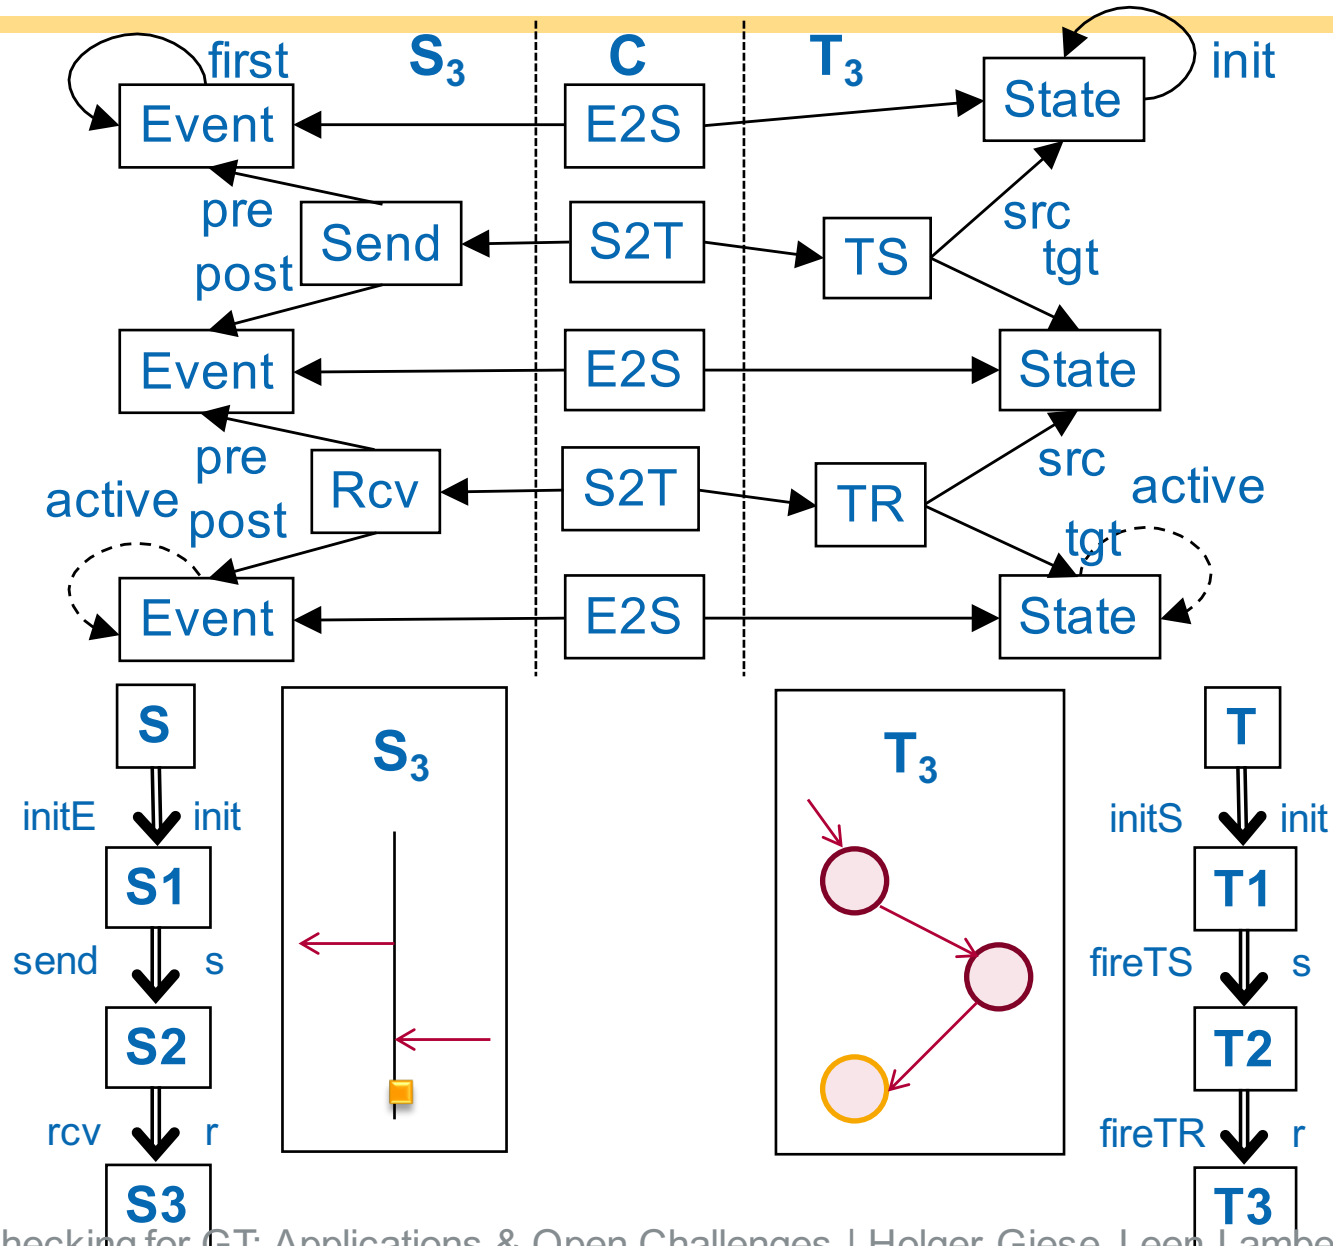 S3 C T3
first
init
Event E2S State
pre
src
Send S2T TS
post
tgt
Event E2S State
pre
src
active
active
Rcv S2T TR
post
tgt
Event E2S State
S
S3
T3
T
initE init
initS init
S1
T1
send s
fireTS s
S2
T2
rcv r
fireTR r
S3
T3
hecking for GT: Applications & Open Challenges | Holger Giese, Leen Lambe